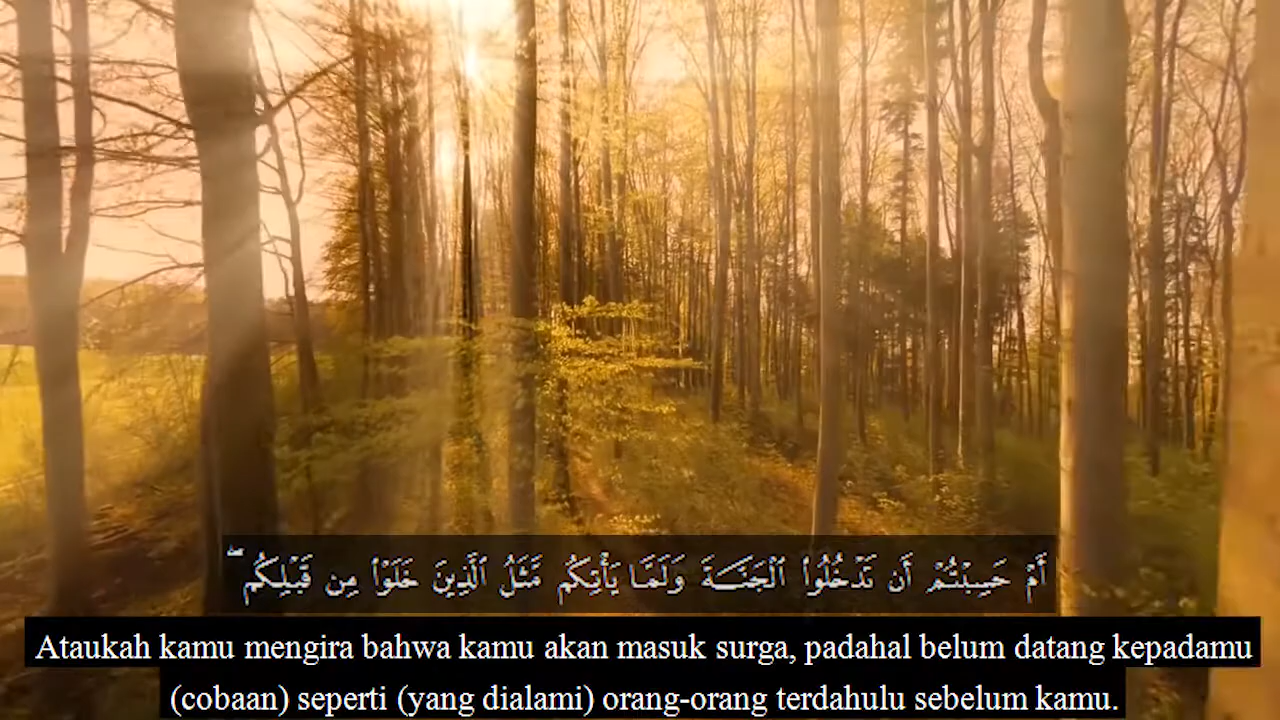 أَمْ حَسِبْتُمْ أَن تَدْخُلُوا۟ ٱلْجَنَّةَ وَلَمَّا يَأْتِكُم مَّثَلُ ٱلَّذِينَ خَلَوْا۟ مِن قَبْلِكُم ۖ
Ataukah kamu mengira bahwa kamu akan masuk surga, padahal belum datang kepadamu
(cobaan) seperti (yang dialami) orang-orang terdahulu sebelum kamu.